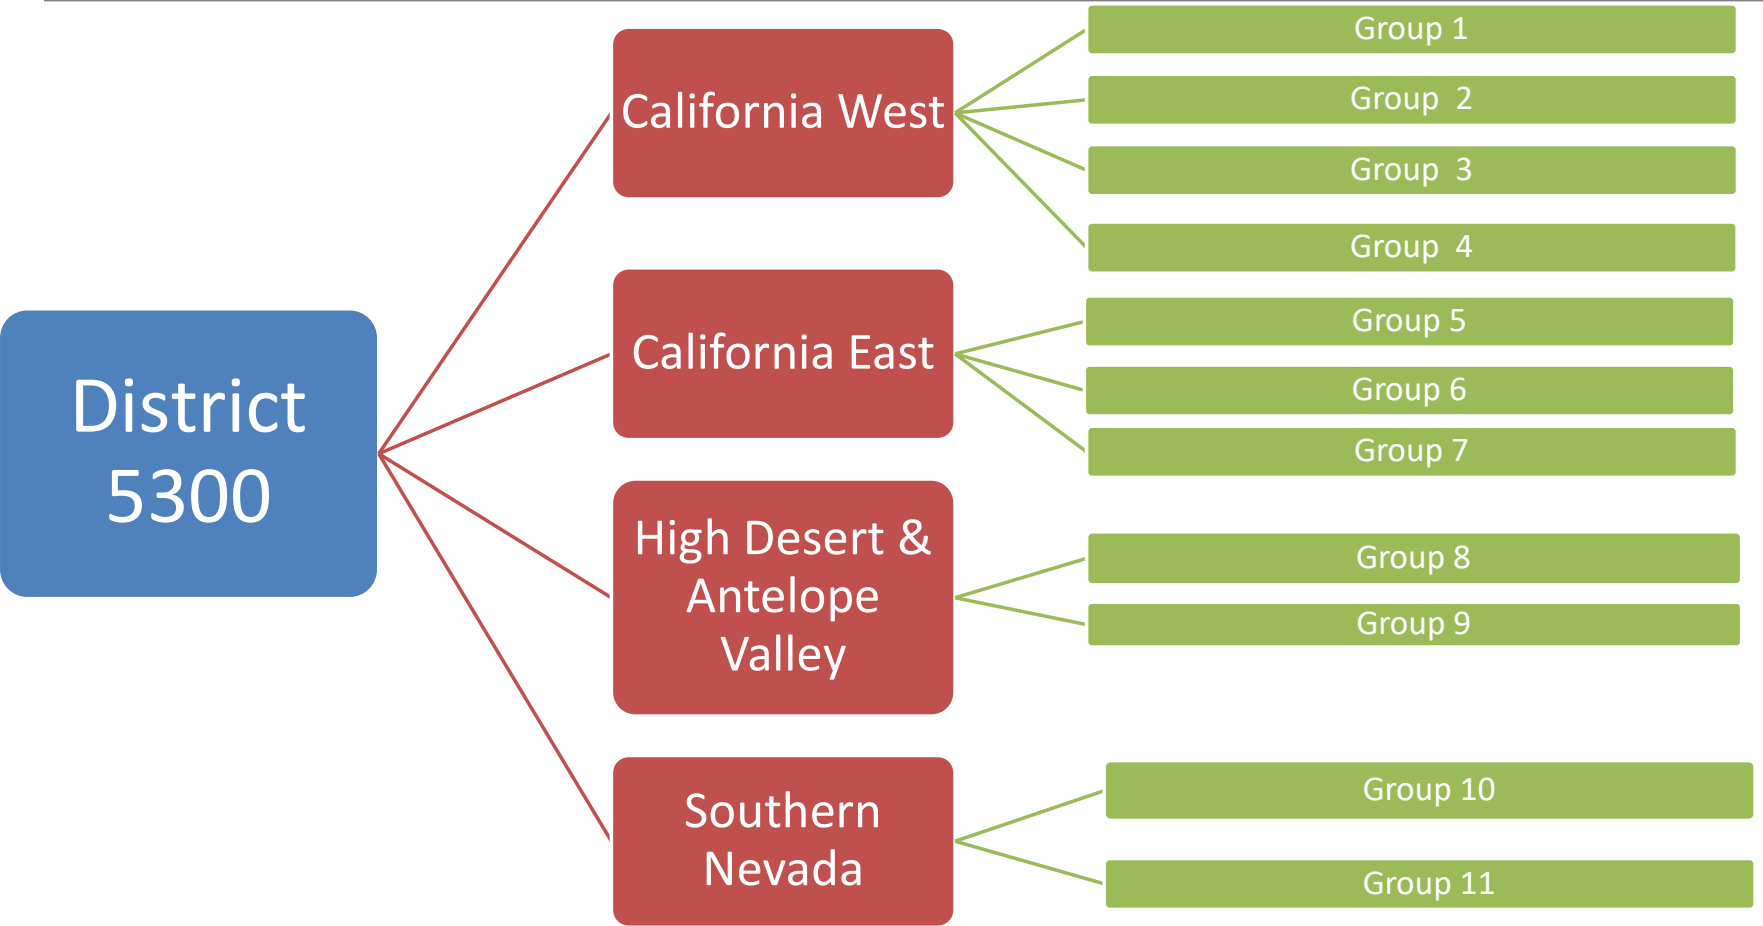 District
5300
California West
Group 1
Group  2
Group  3
Group  4
California East
Group 5
Group 6
Group 7
High Desert &
Antelope
Valley
Group 8
Group 9
Southern
Nevada
Group 10
Group 11